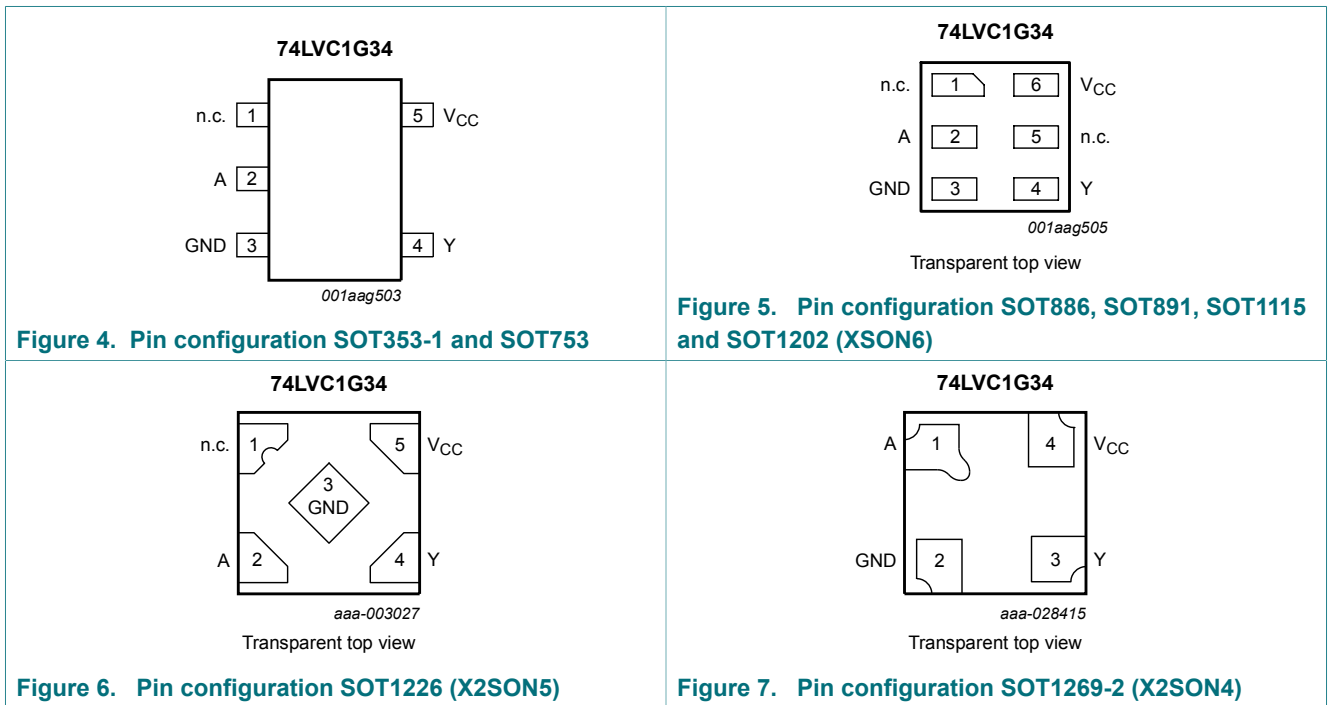 74LVC1G34
n.c. 1
5 VCC
A 2
GND 3
4 Y
001aag503
Figure 4. Pin configuration SOT353-1 and SOT753
74LVC1G34
n.c. 1
6 VCC
A 2
5 n.c.
GND 3
4 Y
001aag505
Transparent top view
Figure 5. Pin configuration SOT886, SOT891, SOT1115
and SOT1202 (XSON6)
74LVC1G34
n.c. 1
5 VCC
3
GND
A 2
4 Y
aaa-003027
Transparent top view
Figure 6. Pin configuration SOT1226 (X2SON5)
74LVC1G34
A 1
4 VCC
GND 2
3 Y
aaa-028415
Transparent top view
Figure 7. Pin configuration SOT1269-2 (X2SON4)